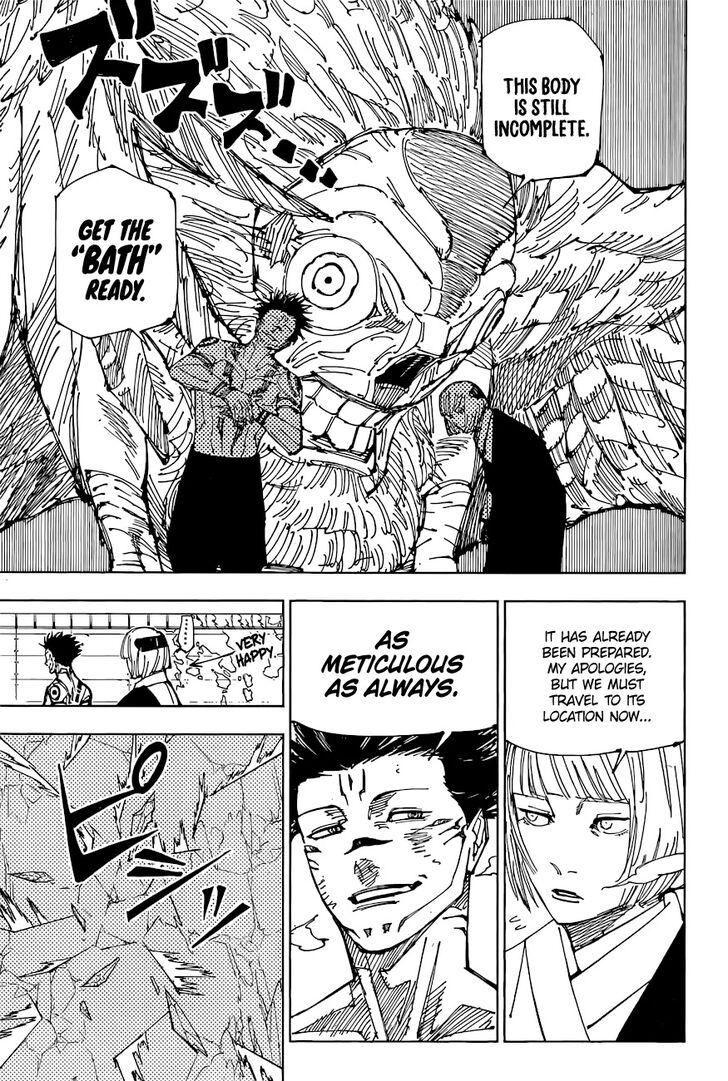 ズズズ…
THIS BODY
IS STILL
INCOMPLETE.
GET THE
"BATH"
READY.
IT HAS ALREADY
BEEN PREPARED.
MY APOLOGIES,
BUT WE MUST
TRAVEL TO ITS
LOCATION NOW...
AS
METICULOUS
AS ALWAYS.
......
VERY
HAPPY.
ピシッ